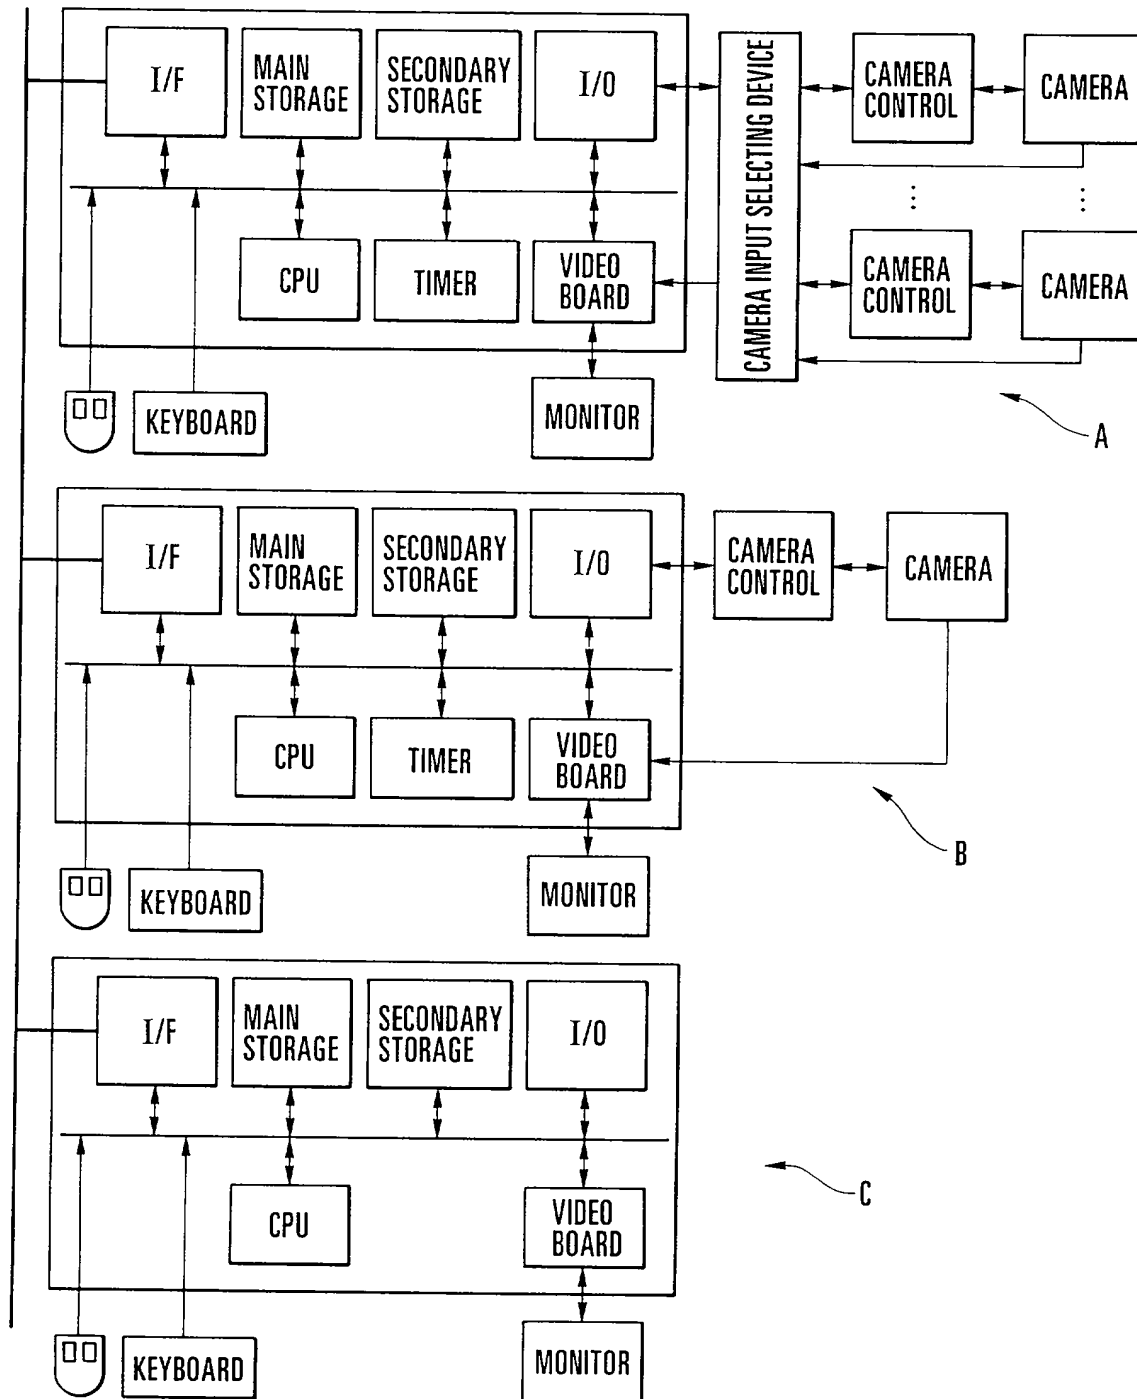 I/F
MAIN
STORAGE
SECONDARY
STORAGE
I/O
CAMERA INPUT SELECTING DEVICE
CAMERA
CONTROL
CAMERA
CPU
TIMER
VIDEO
BOARD
CAMERA
CONTROL
CAMERA
KEYBOARD
MONITOR
A
I/F
MAIN
STORAGE
SECONDARY
STORAGE
I/O
CAMERA
CONTROL
CAMERA
CPU
TIMER
VIDEO
BOARD
B
KEYBOARD
MONITOR
I/F
MAIN
STORAGE
SECONDARY
STORAGE
I/O
CPU
VIDEO
BOARD
C
KEYBOARD
MONITOR